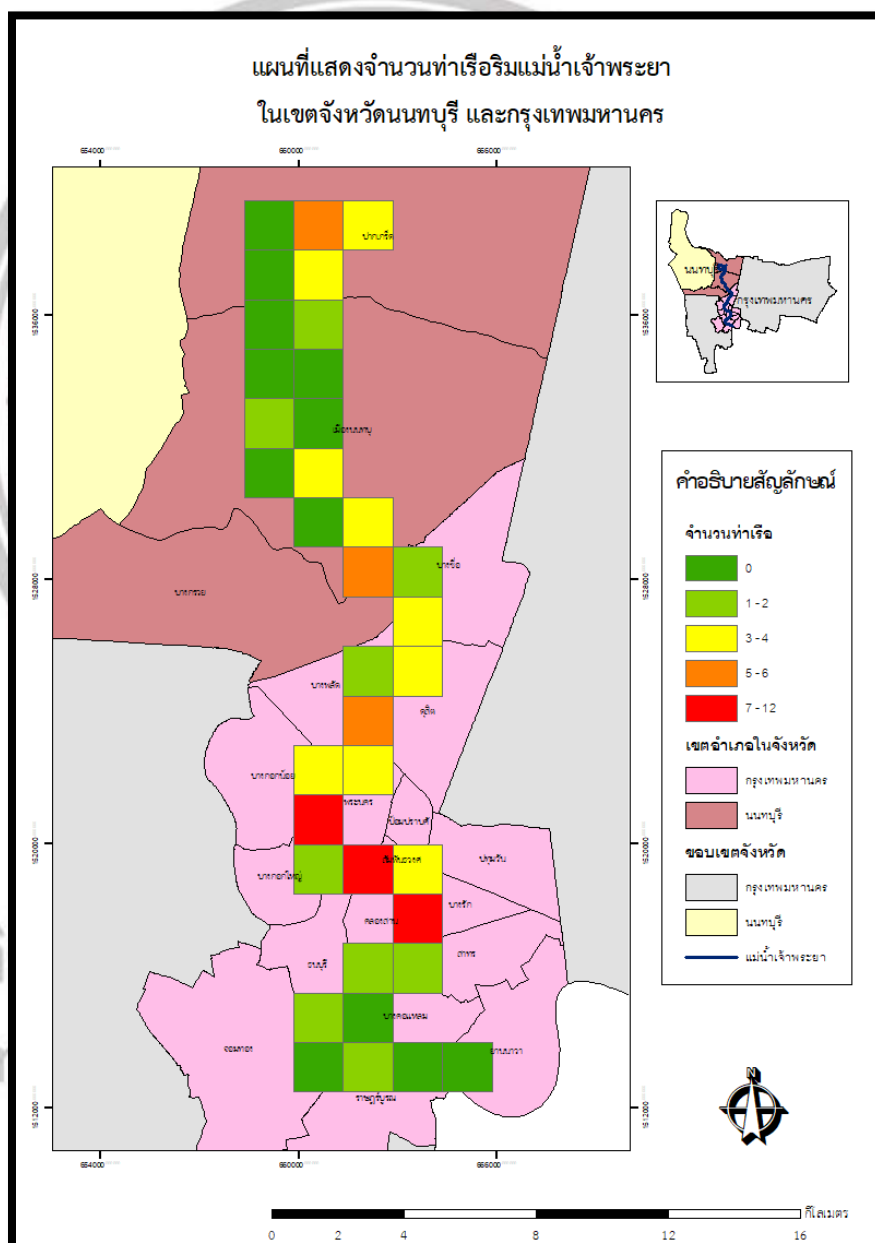 แผนที่แสดงจำนวนท่าเรือริมแม่น้ำเจ้าพระยา
ในเขตจังหวัดนนทบุรี และกรุงเทพมหานคร
654000 660000 666000
ปากเกร็ด
1536000
เมืองนนทบุ
บางซื่อ
1528000
1528000
บางกรวย
บางพลัด
ดุสิต
บางกอกน้อย
พระนคร
ป้อมปราบศั
1520000
1520000
สัมพันธวงศ์
ปทุมวัน
บางกอกใหญ่
บางรัก
คลองสาน
สาทร
ธนบุรี
บางคอแหลม
จอมทอง
ยานนาวา
ราษฎร์บูรณ
1512000
1512000
654000 660000 666000
นนทบุรี
กรุงเทพมหานคร
คำอธิบายสัญลักษณ์
จำนวนท่าเรือ
0
1 - 2
3 - 4
5 - 6
7 - 12
เขตอำเภอในจังหวัด
กรุงเทพมหานคร
นนทบุรี
ขอบเขตจังหวัด
กรุงเทพมหานคร
นนทบุรี
แม่น้ำเจ้าพระยา
N
กิโลเมตร
0 2 4 8 12 16